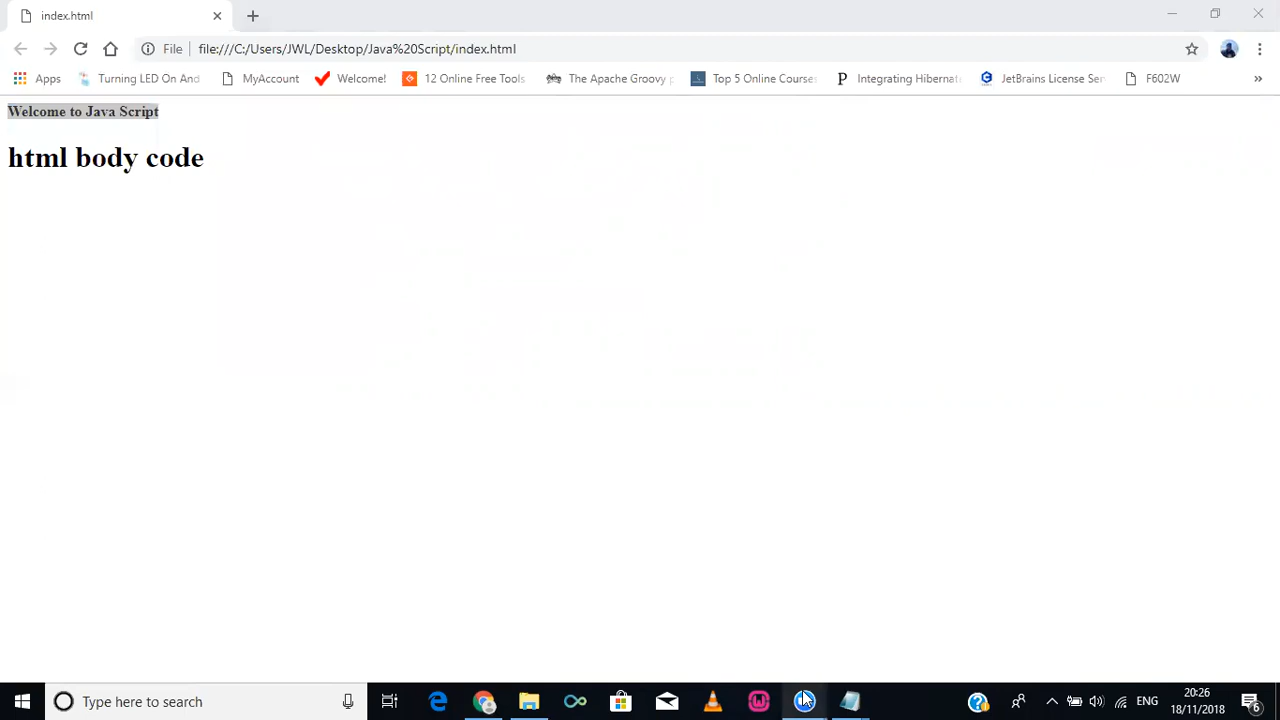 index.html
File file:///C:/Users/JWL/Desktop/Java%20Script/index.html
Apps Turning LED On And MyAccount Welcome! 12 Online Free Tools The Apache Groovy p Top 5 Online Courses Integrating Hibernat JetBrains License Sen F602W »
Welcome to Java Script
html body code
Type here to search
ENG
20:26
18/11/2018
6